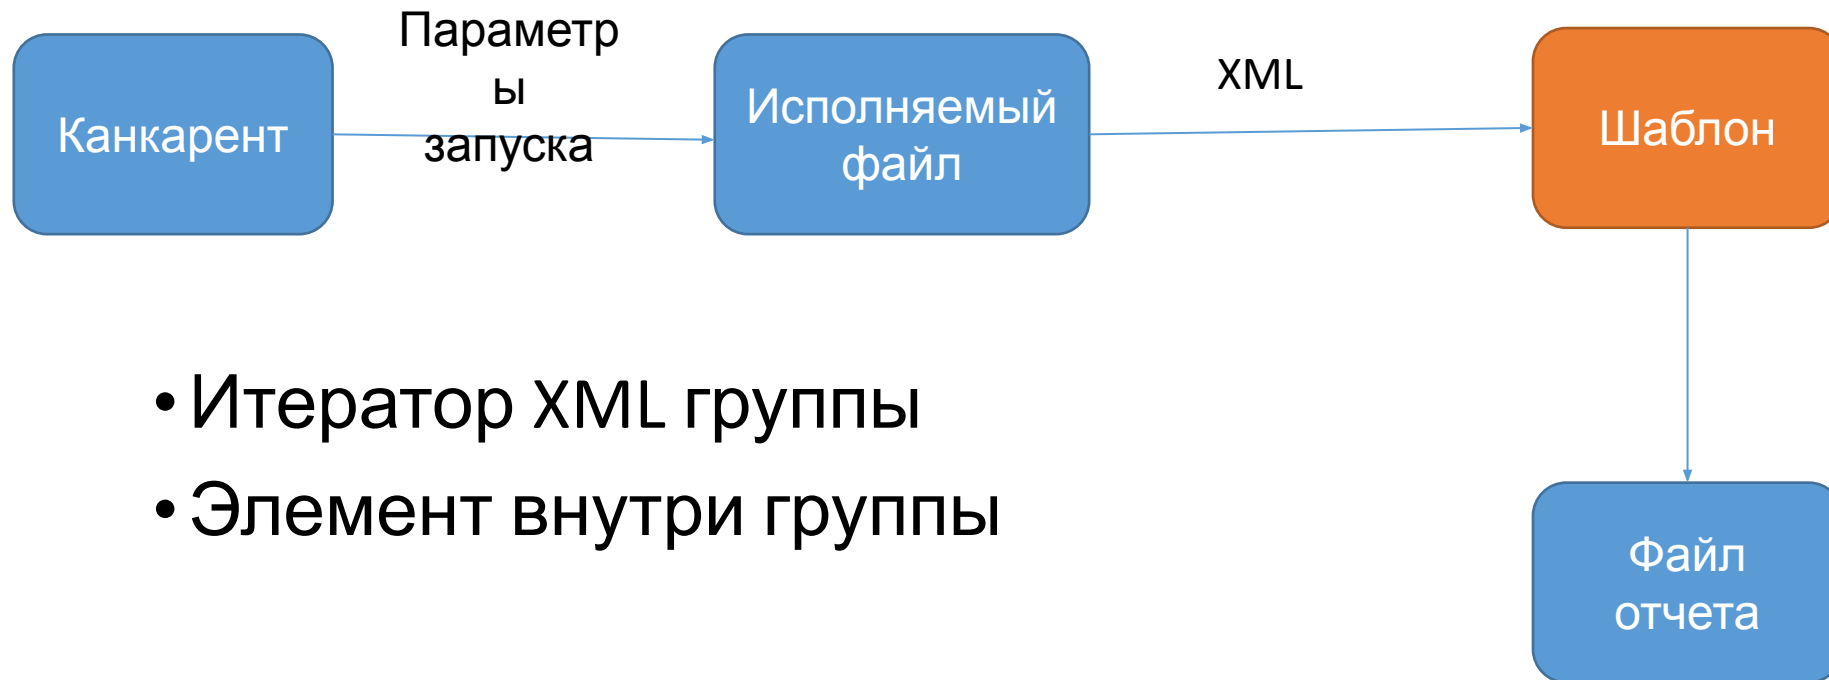 Канкарент
Параметр
ы
запуска
Исполняемый
файл
XML
Шаблон
• Итератор XML группы
• Элемент внутри группы
Файл
отчета